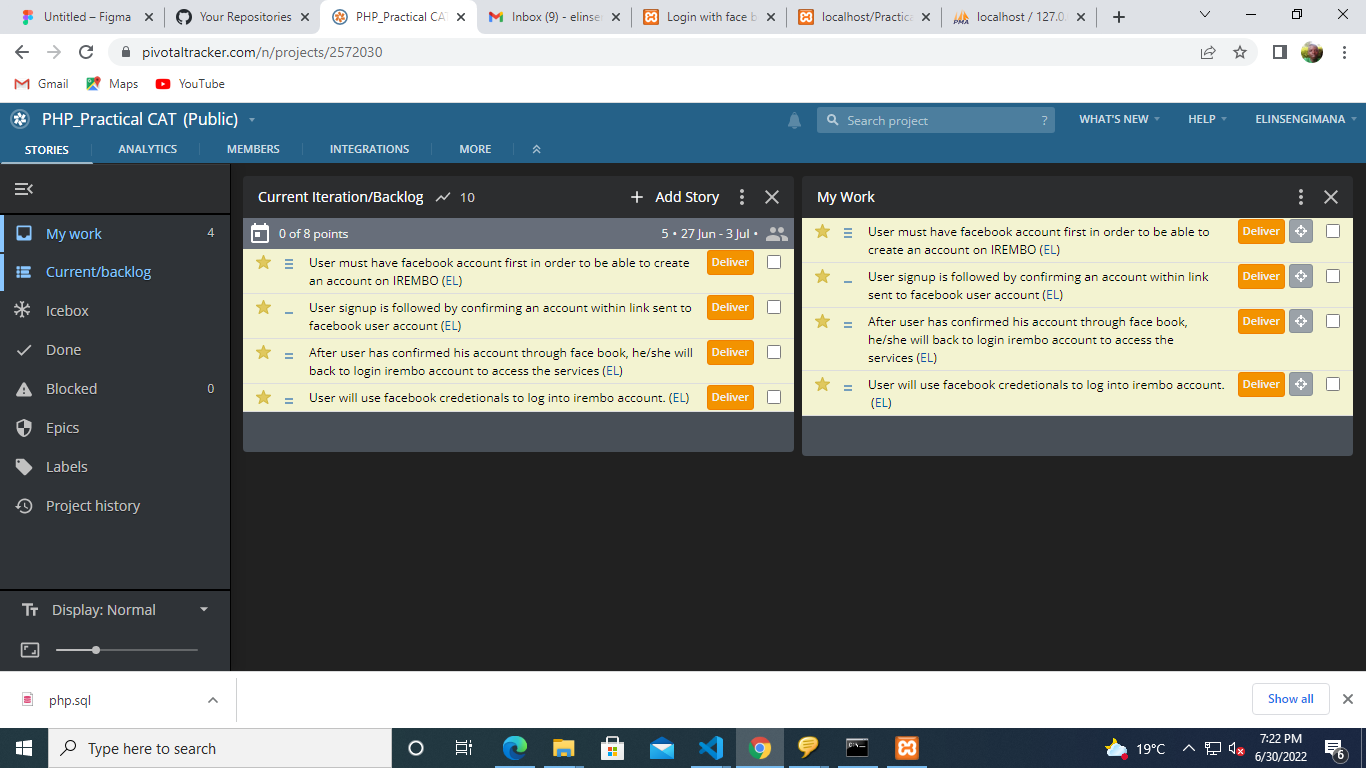 Untitled – Figma
Your Repositories
PHP_Practical CAT
Inbox (9) - elinsen
Login with face b
localhost/Practica
localhost / 127.0.
pivotaltracker.com/n/projects/2572030
Gmail
Maps
YouTube
PHP_Practical CAT (Public)
Search project
?
WHAT'S NEW
HELP
ELINSENGIMANA
STORIES
ANALYTICS
MEMBERS
INTEGRATIONS
MORE
My work
4
Current/backlog
Icebox
Done
Blocked
0
Epics
Labels
Project history
Display: Normal
Current Iteration/Backlog
10
Add Story
0 of 8 points
5 • 27 Jun - 3 Jul •
User must have facebook account first in order to be able to create
an account on IREMBO (EL)
Deliver
User signup is followed by confirming an account within link sent to
facebook user account (EL)
Deliver
After user has confirmed his account through face book, he/she will
back to login irembo account to access the services (EL)
Deliver
User will use facebook credetionals to log into irembo account. (EL)
Deliver
My Work
User must have facebook account first in order to be able to
create an account on IREMBO (EL)
Deliver
User signup is followed by confirming an account within link
sent to facebook user account (EL)
Deliver
After user has confirmed his account through face book,
he/she will back to login irembo account to access the
services (EL)
Deliver
User will use facebook credetionals to log into irembo account.
(EL)
Deliver
php.sql
Show all
Type here to search
19°C
7:22 PM
6/30/2022
6